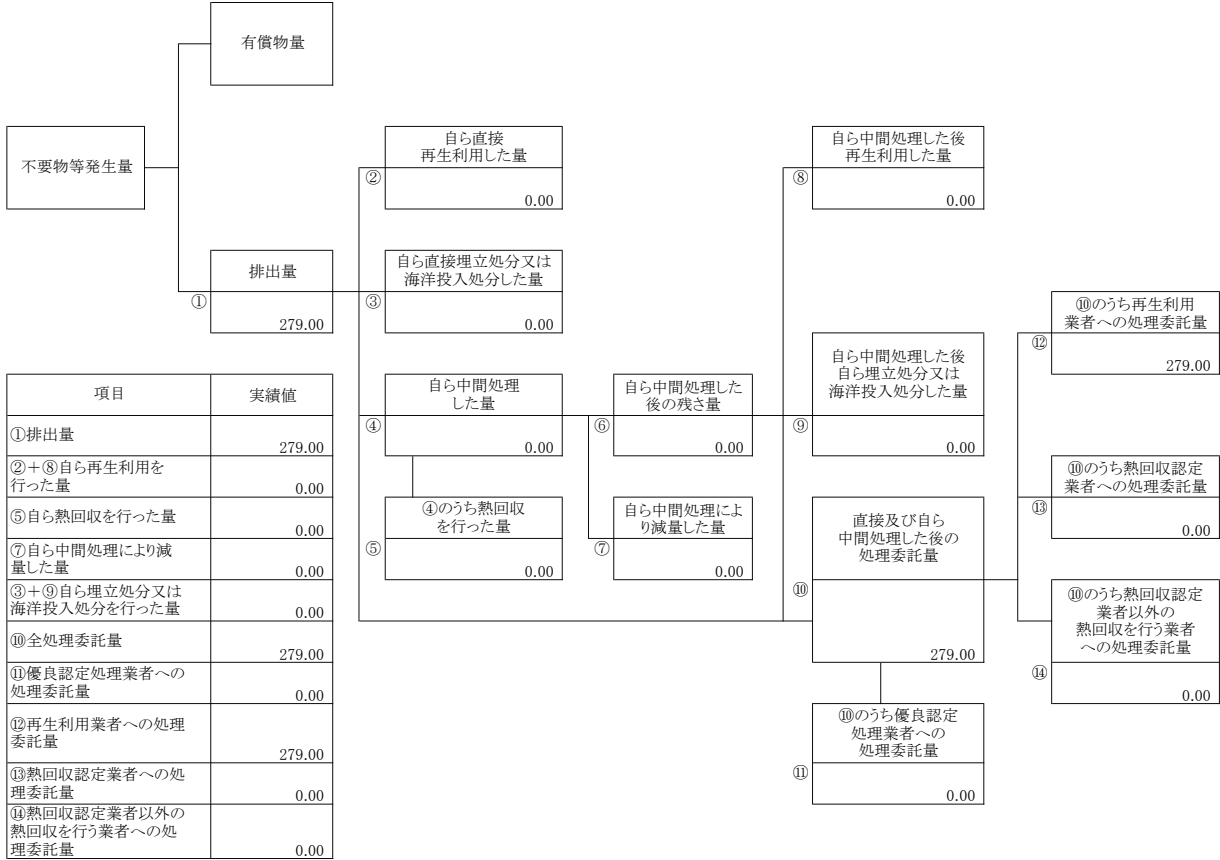 有償物量
不要物等発生量
排出量
①
279.00
自ら直接
再生利用した量
②
0.00
自ら直接埋立処分又は
海洋投入処分した量
③
0.00
自ら中間処理
した量
④
0.00
④のうち熱回収
を行った量
⑤
0.00
自ら中間処理した
後の残さ量
⑥
0.00
自ら中間処理によ
り減量した量
⑦
0.00
自ら中間処理した後
再生利用した量
⑧
0.00
自ら中間処理した後
自ら埋立処分又は
海洋投入処分した量
⑨
0.00
直接及び自ら
中間処理した後の
処理委託量
⑩
279.00
⑩のうち優良認定
処理業者への
処理委託量
⑪
0.00
⑩のうち再生利用
業者への処理委託量
⑫
279.00
⑩のうち熱回収認定
業者への処理委託量
⑬
0.00
⑩のうち熱回収認定
業者以外の
熱回収を行う業者
への処理委託量
⑭
0.00
項目 実績値
①排出量
279.00
②＋⑧自ら再生利用を
行った量 0.00
⑤自ら熱回収を行った量
0.00
⑦自ら中間処理により減
量した量 0.00
③＋⑨自ら埋立処分又は
海洋投入処分を行った量 0.00
⑩全処理委託量
279.00
⑪優良認定処理業者への
処理委託量 0.00
⑫再生利用業者への処理
委託量
279.00
⑬熱回収認定業者への処
理委託量 0.00
⑭熱回収認定業者以外の
熱回収を行う業者への処
理委託量 0.00